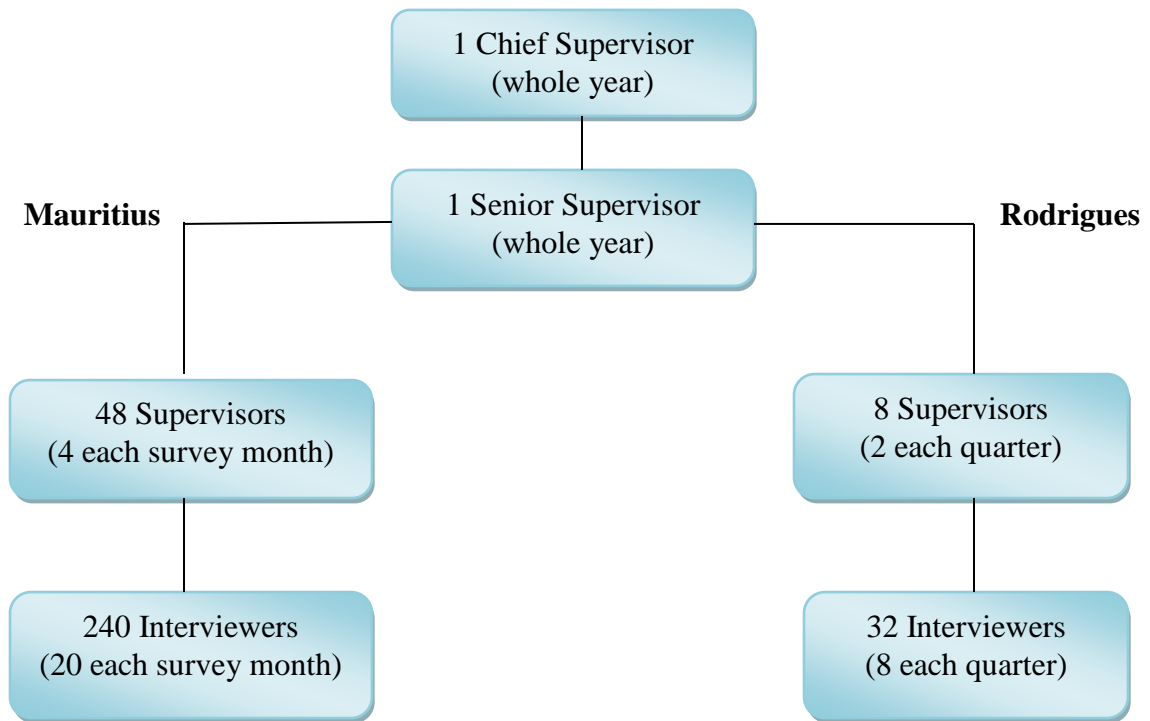 1 Chief Supervisor
(whole year)
Mauritius
1 Senior Supervisor
(whole year)
Rodrigues
48 Supervisors
(4 each survey month)
8 Supervisors
(2 each quarter)
240 Interviewers
(20 each survey month)
32 Interviewers
(8 each quarter)